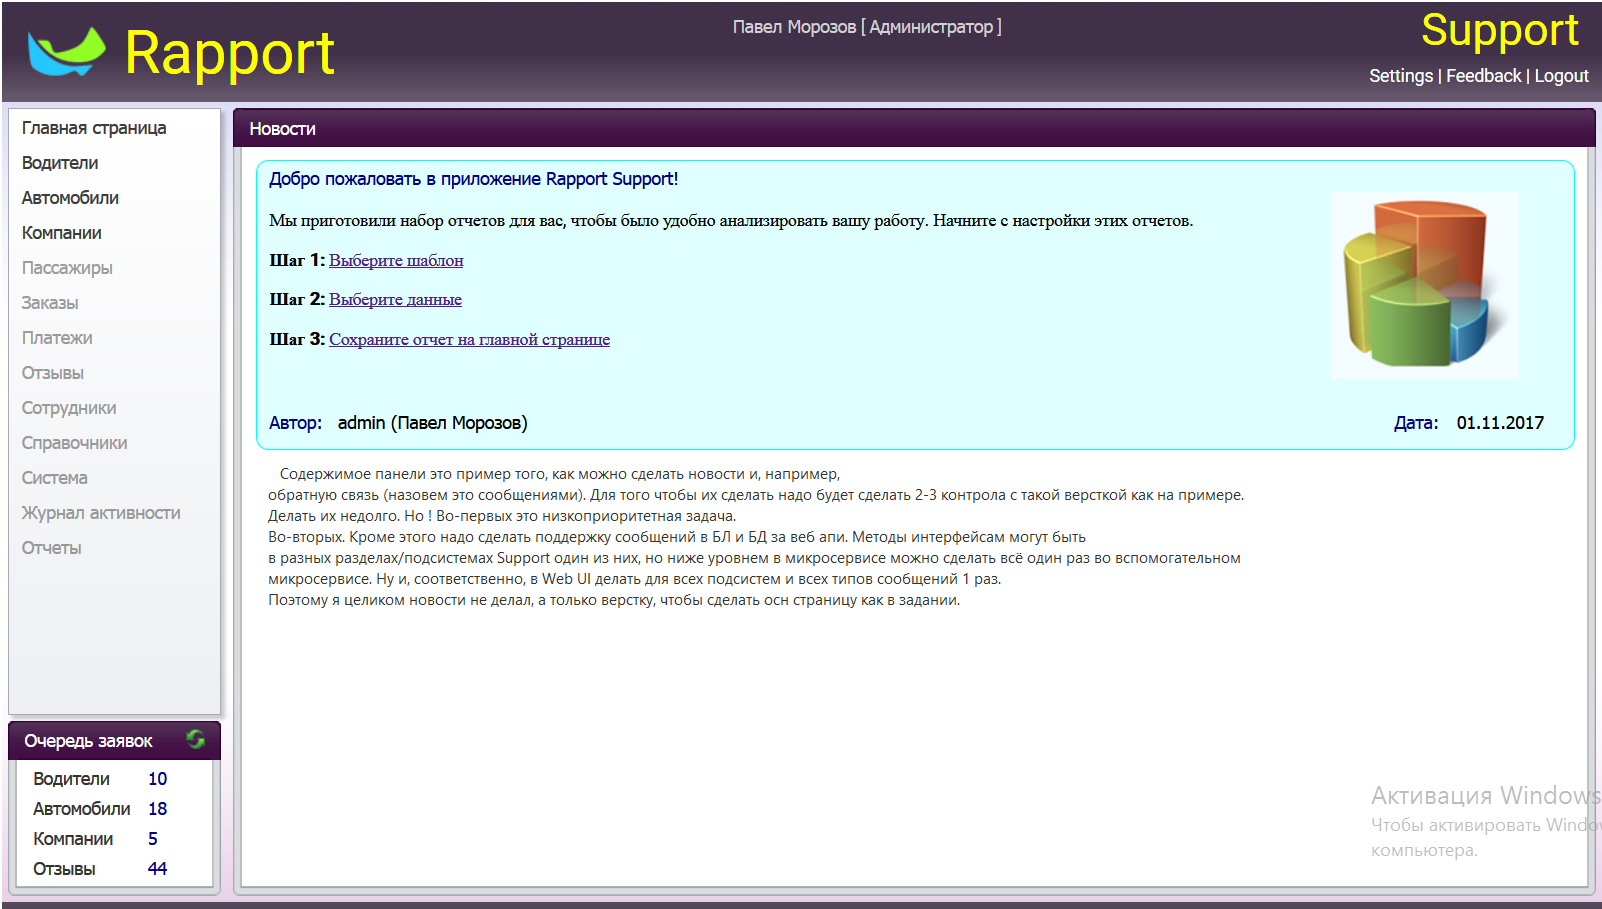 Rapport
Павел Морозов [ Администратор ]
Support
Settings | Feedback | Logout
Главная страница
Водители
Автомобили
Компании
Пассажиры
Заказы
Платежи
Отзывы
Сотрудники
Справочники
Система
Журнал активности
Отчеты
Очередь заявок
Водители 10
Автомобили 18
Компании 5
Отзывы 44
Новости
Добро пожаловать в приложение Rapport Support!
Мы приготовили набор отчетов для вас, чтобы было удобно анализировать вашу работу. Начните с настройки этих отчетов.
Шаг 1: Выберите шаблон
Шаг 2: Выберите данные
Шаг 3: Сохраните отчет на главной странице
Автор: admin (Павел Морозов)
Дата: 01.11.2017
Содержимое панели это пример того, как можно сделать новости и, например,
обратную связь (назовем это сообщениями). Для того чтобы их сделать надо будет сделать 2-3 контрола с такой версткой как на примере.
Делать их недолго. Но ! Во-первых это низкоприоритетная задача.
Во-вторых. Кроме этого надо сделать поддержку сообщений в БЛ и БД за веб апи. Методы интерфейсам могут быть
в разных разделах/подсистемах Support один из них, но ниже уровнем в микросервисе можно сделать всё один раз во вспомогательном
микросервисе. Ну и, соответственно, в Web UI делать для всех подсистем и всех типов сообщений 1 раз.
Поэтому я целиком новости не делал, а только верстку, чтобы сделать осн страницу как в задании.
Активация Windows
Чтобы активировать Windo
компьютера.